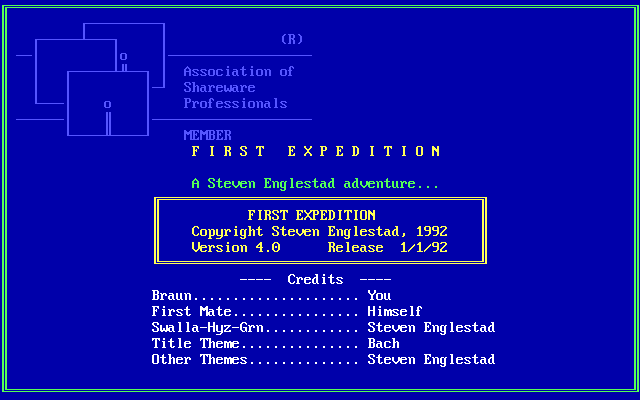 (R)
Association of
Shareware
Professionals
MEMBER
F I R S T   E X P E D I T I O N
A Steven Englestad adventure...
FIRST EXPEDITION
Copyright Steven Englestad, 1992
Version 4.0      Release  1/1/92
----  Credits  ----
Braun..................... You
First Mate................ Himself
Swalla-Hyz-Grn............ Steven Englestad
Title Theme............... Bach
Other Themes.............. Steven Englestad